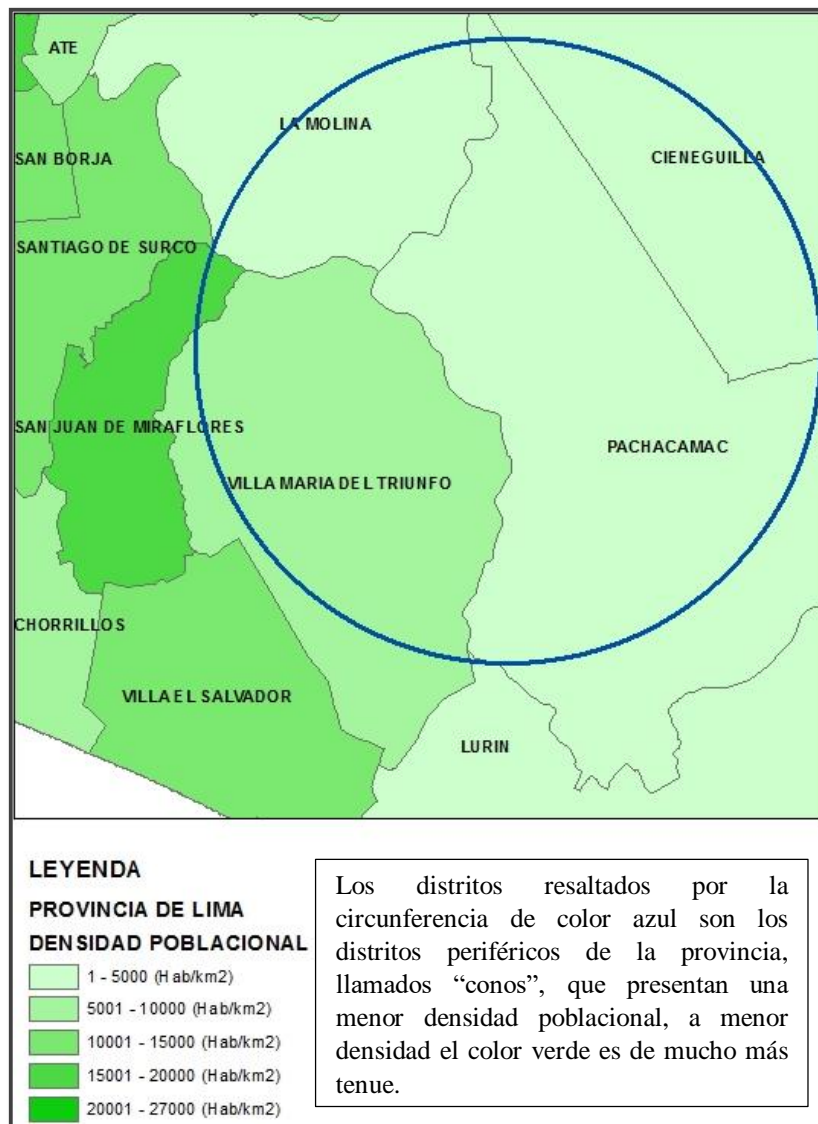 ATE
LA MOLINA
SAN BORJA
CIENEGUILLA
SANTIAGO DE SURCO
SAN JUAN DE MIRAFLORES
PACHACAMAC
VILLA MARIA DEL TRIUNFO
CHORRILLOS
VILLA EL SALVADOR
LURIN
LEYENDA
PROVINCIA DE LIMA
DENSIDAD POBLACIONAL
1 - 5000 (Hab/km2)
5001 - 10000 (Hab/km2)
10001 - 15000 (Hab/km2)
15001 - 20000 (Hab/km2)
20001 - 27000 (Hab/km2)
Los distritos resaltados por la
circunferencia de color azul son los
distritos periféricos de la provincia,
llamados “conos”, que presentan una
menor densidad poblacional, a menor
densidad el color verde es de mucho más
tenue.